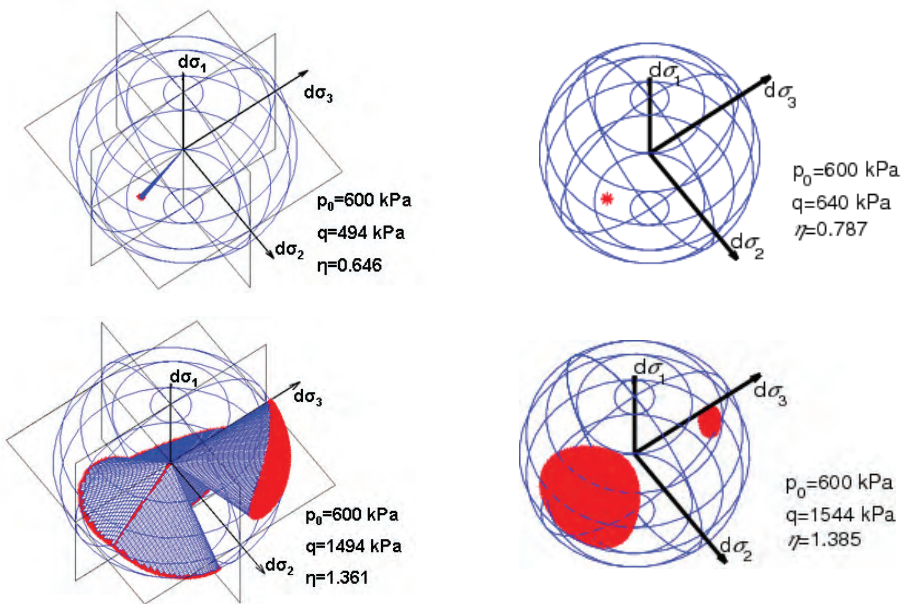 dσ₁
dσ₃
dσ₂
p₀=600 kPa
q=494 kPa
η=0.646
dσ₁
dσ₃
dσ₂
p₀=600 kPa
q=640 kPa
η=0.787
dσ₁
dσ₃
dσ₂
p₀=600 kPa
q=1494 kPa
η=1.361
dσ₁
dσ₃
dσ₂
p₀=600 kPa
q=1544 kPa
η=1.385